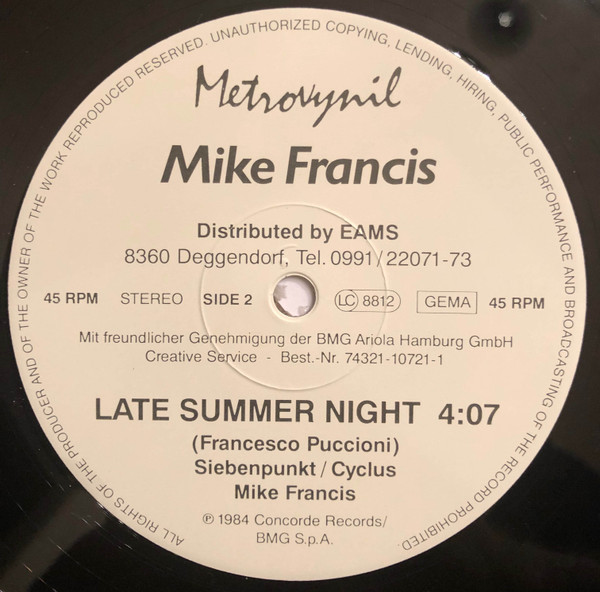 Metrovynil
Mike Francis
Distributed by EAMS
8360 Deggendorf, Tel. 0991/22071-73
45 RPM STEREO SIDE 2 LC 8812 GEMA 45 RPM
Mit freundlicher Genehmigung der BMG Ariola Hamburg GmbH
Creative Service - Best.-Nr. 74321-10721-1
LATE SUMMER NIGHT 4:07
(Francesco Puccioni)
Siebenpunkt/Cyclus
Mike Francis
℗ 1984 Concorde Records/
BMG S.p.A.
ALL RIGHTS OF THE PRODUCER AND OF THE OWNER OF THE WORK REPRODUCED RESERVED. UNAUTHORIZED COPYING, LENDING, HIRING, PUBLIC PERFORMANCE AND BROADCASTING OF THE RECORD PROHIBITED.